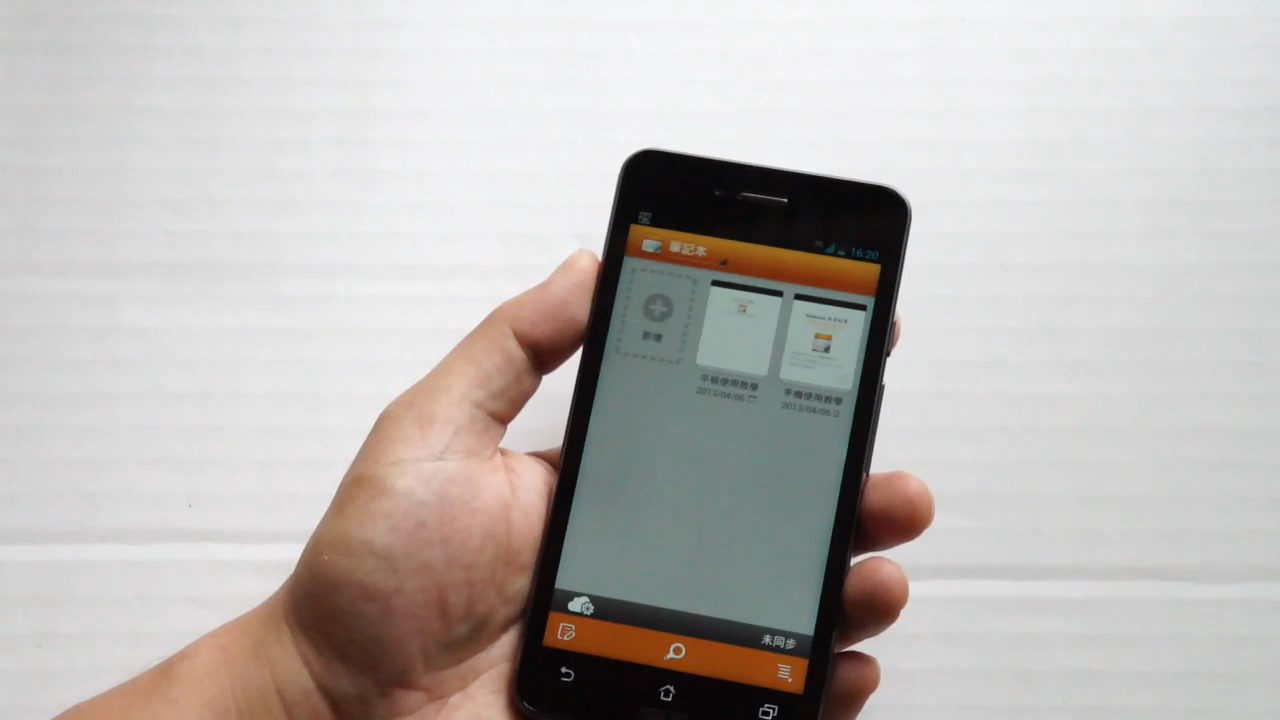 16:20
筆記本
新增
平板使用教學
2013/04/06
手機使用教學
2013/04/06
未同步